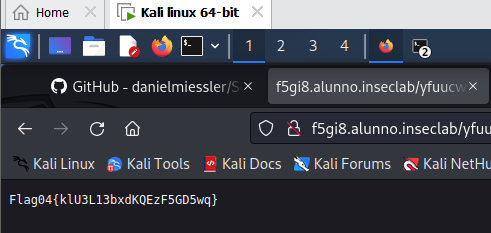 Home Kali linux 64-bit
1 2 3 4 2
GitHub - danielmiessler/S f5gi8.alunno.inseclab/yfuucw
f5gi8.alunno.inseclab/yfuu
Kali Linux Kali Tools Kali Docs Kali Forums Kali NetHu
Flag04{klU3L13bxdKQEzF5GD5wq}